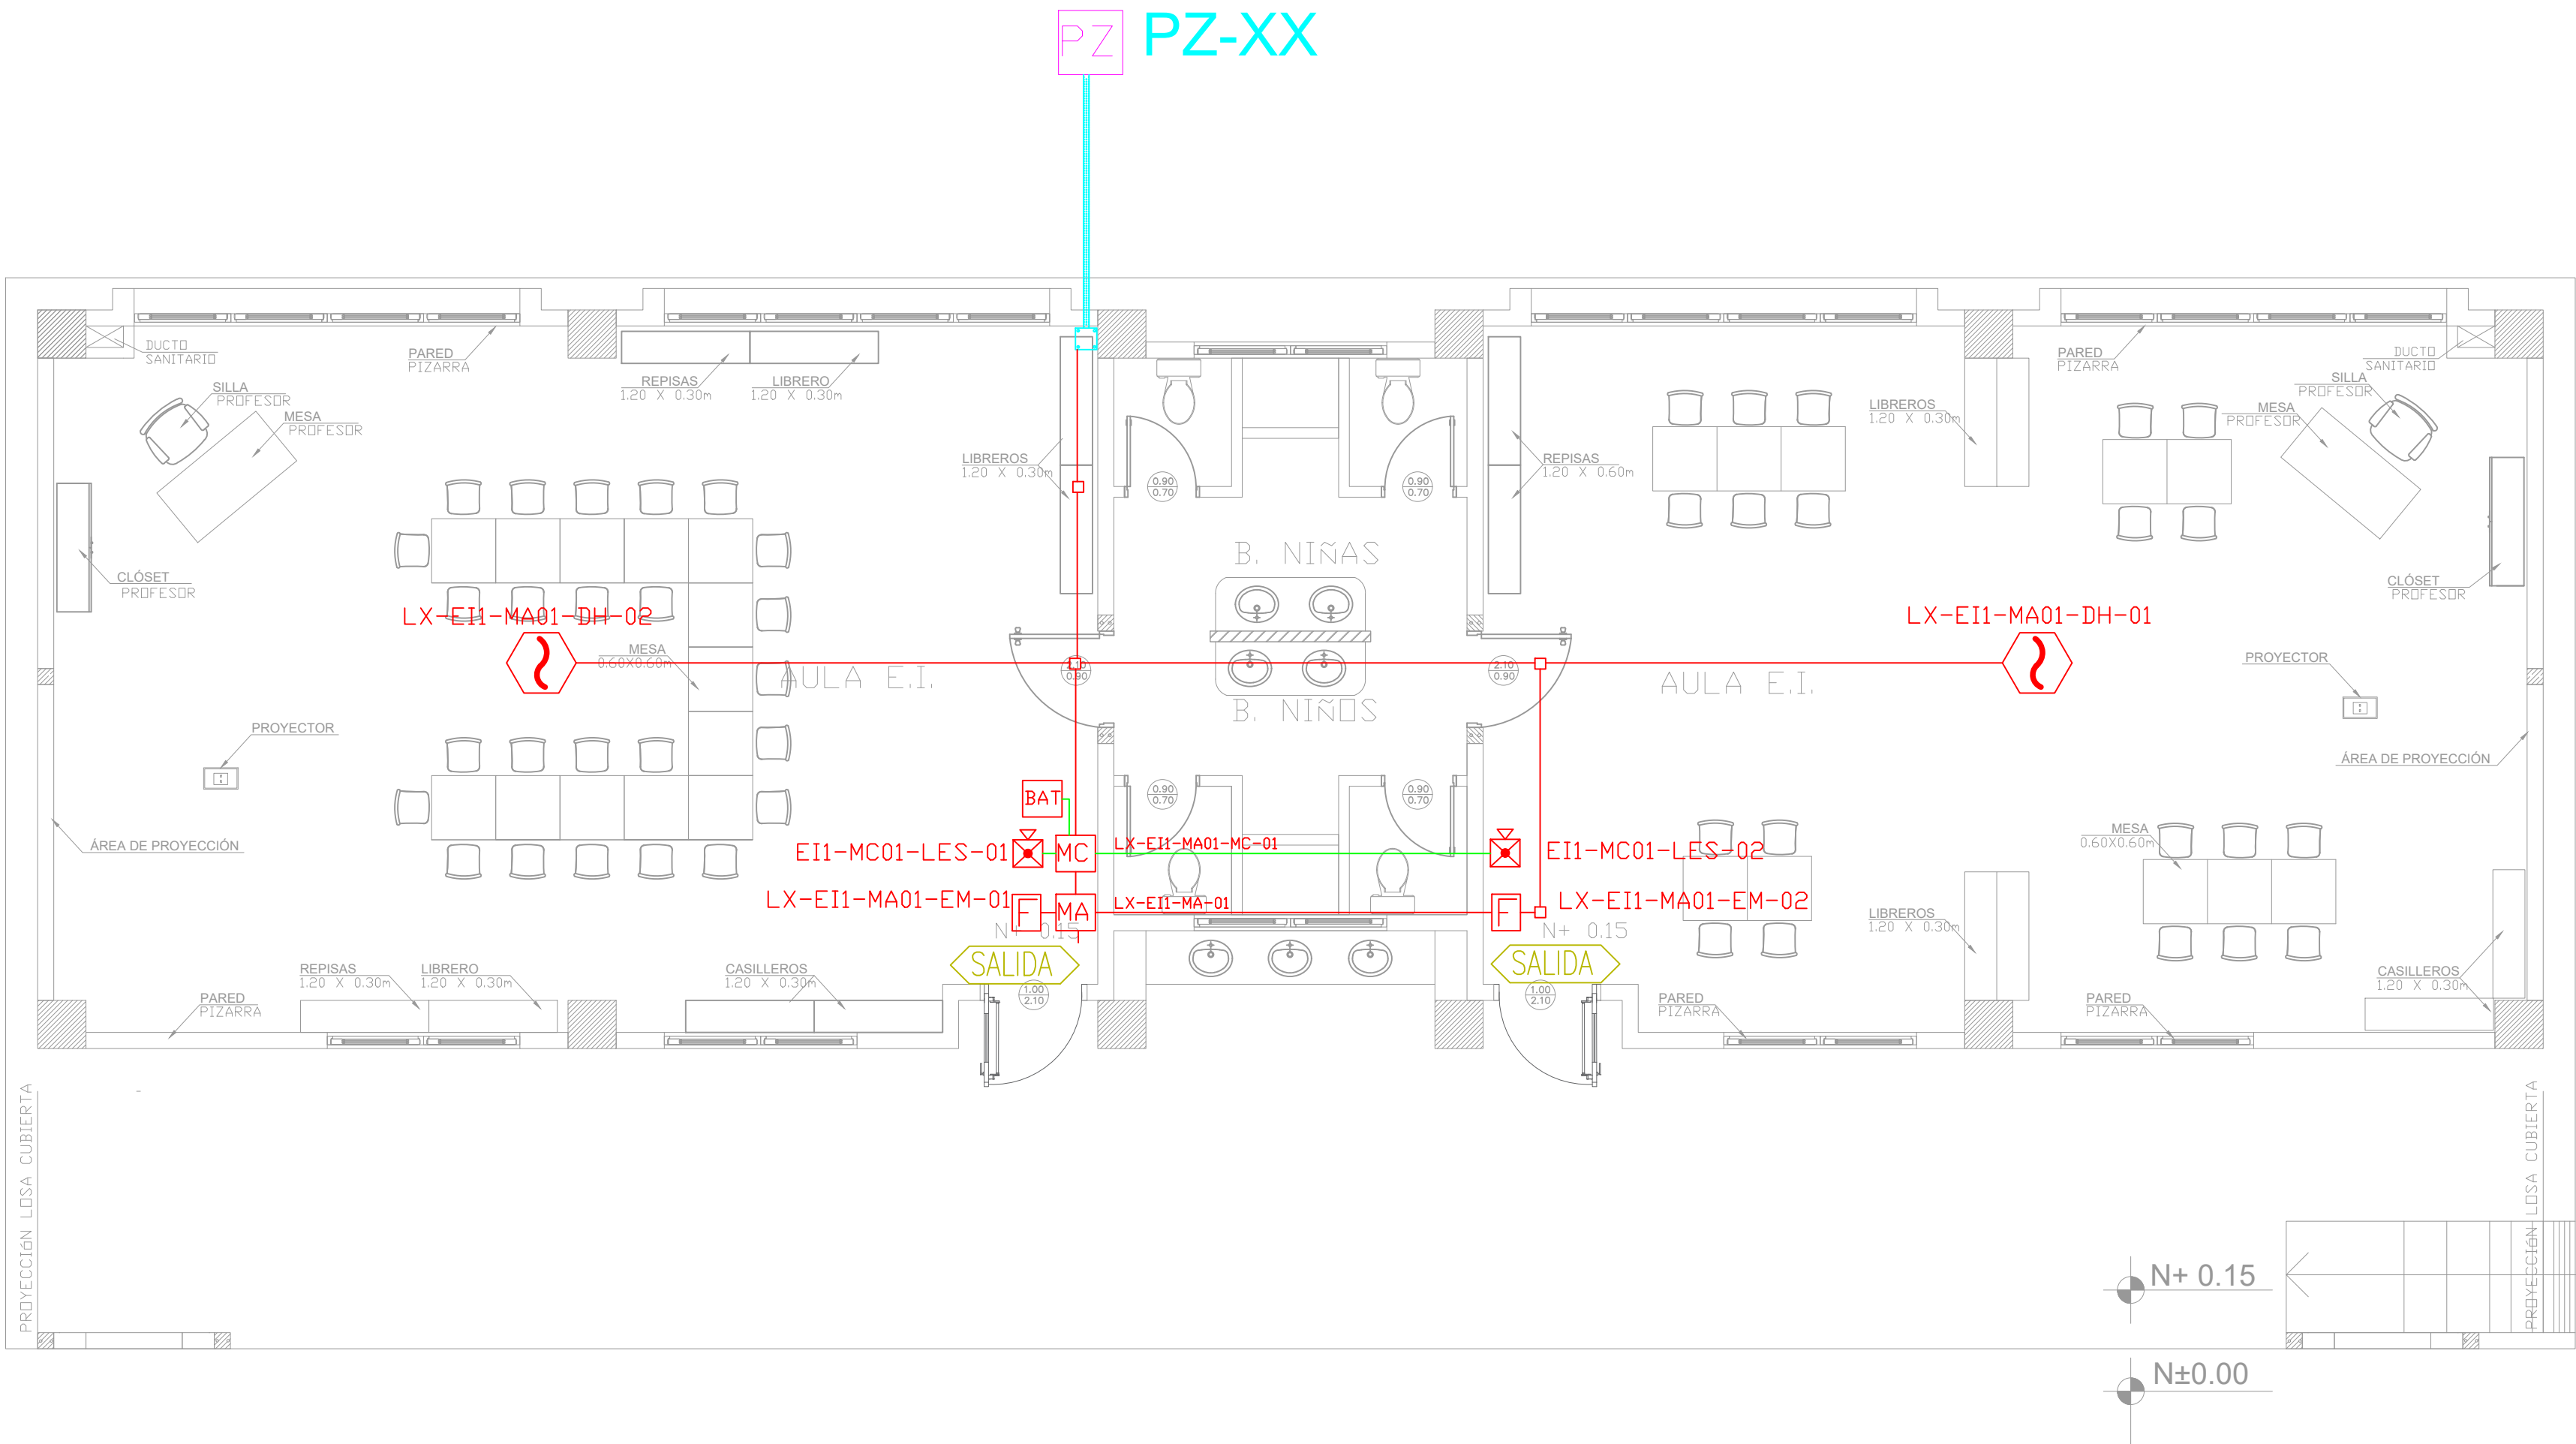 PZ PZ-XX
DUCTO
SANITARIO
PARED
PIZARRA
REPISAS
1.20 X 0.30m
LIBRERO
1.20 X 0.30m
SILLA
PROFESOR
MESA
PROFESOR
LIBREROS
1.20 X 0.30m
CLÓSET
PROFESOR
0.90
0.70
0.90
0.70
REPISAS
1.20 X 0.60m
PARED
PIZARRA
DUCTO
SANITARIO
SILLA
PROFESOR
MESA
PROFESOR
LIBREROS
1.20 X 0.30m
CLÓSET
PROFESOR
B. NIÑAS
LX-EI1-MA01-DH-02
LX-EI1-MA01-DH-01
MESA
0.60X0.60m
AULA E.I.
2.10
0.90
2.10
0.90
AULA E.I.
B. NIÑOS
PROYECTOR
PROYECTOR
ÁREA DE PROYECCIÓN
ÁREA DE PROYECCIÓN
BAT
0.90
0.70
0.90
0.70
EI1-MC01-LES-01
MC
LX-EI1-MA01-MC-01
EI1-MC01-LES-02
MESA
0.60X0.60m
LX-EI1-MA01-EM-01
F
MA
LX-EI1-MA-01
F
LX-EI1-MA01-EM-02
N+ 0.15
N+ 0.15
LIBREROS
1.20 X 0.30m
SALIDA
SALIDA
REPISAS
1.20 X 0.30m
LIBRERO
1.20 X 0.30m
CASILLEROS
1.20 X 0.30m
PARED
PIZARRA
1.00
2.10
1.00
2.10
PARED
PIZARRA
PARED
PIZARRA
CASILLEROS
1.20 X 0.30m
PROYECCIÓN LOSA CUBIERTA
PROYECCIÓN LOSA CUBIERTA
N+ 0.15
N±0.00